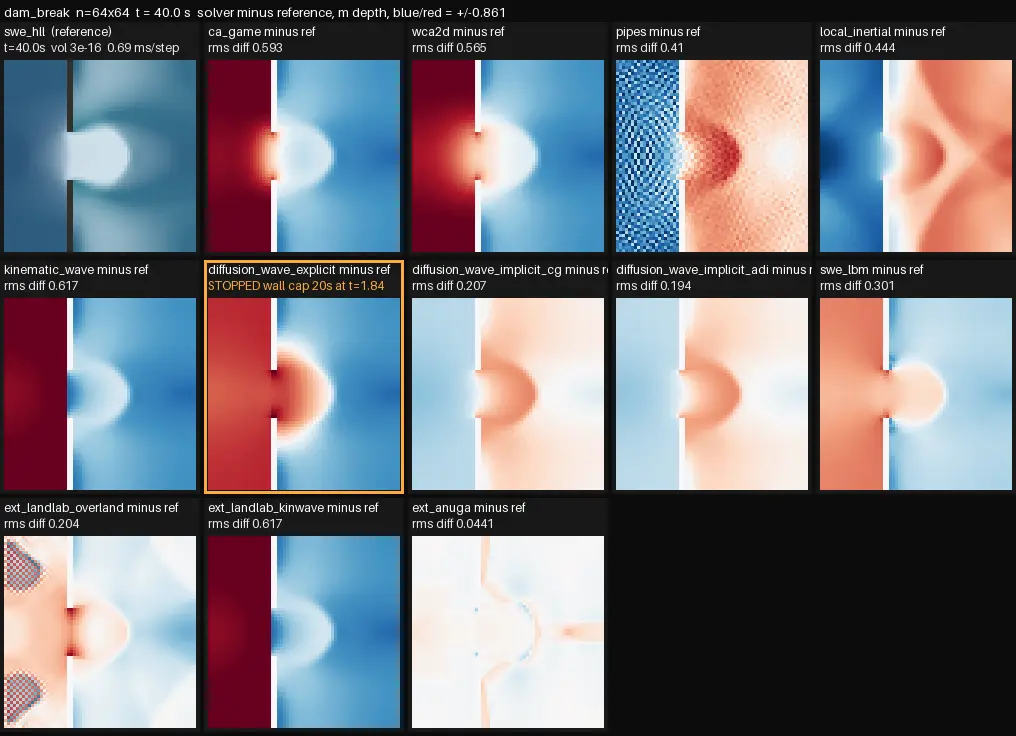 dam_break n=64x64 t = 40.0 s solver minus reference, m depth, blue/red = +/-0.861
swe_hll (reference)
t=40.0s vol 3e-16 0.69 ms/step
ca_game minus ref
rms diff 0.593
wca2d minus ref
rms diff 0.565
pipes minus ref
rms diff 0.41
local_inertial minus ref
rms diff 0.444
kinematic_wave minus ref
rms diff 0.617
diffusion_wave_explicit minus ref
STOPPED wall cap 20s at t=1.84
diffusion_wave_implicit_cg minus r
rms diff 0.207
diffusion_wave_implicit_adi minus r
rms diff 0.194
swe_lbm minus ref
rms diff 0.301
ext_landlab_overland minus ref
rms diff 0.204
ext_landlab_kinwave minus ref
rms diff 0.617
ext_anuga minus ref
rms diff 0.0441